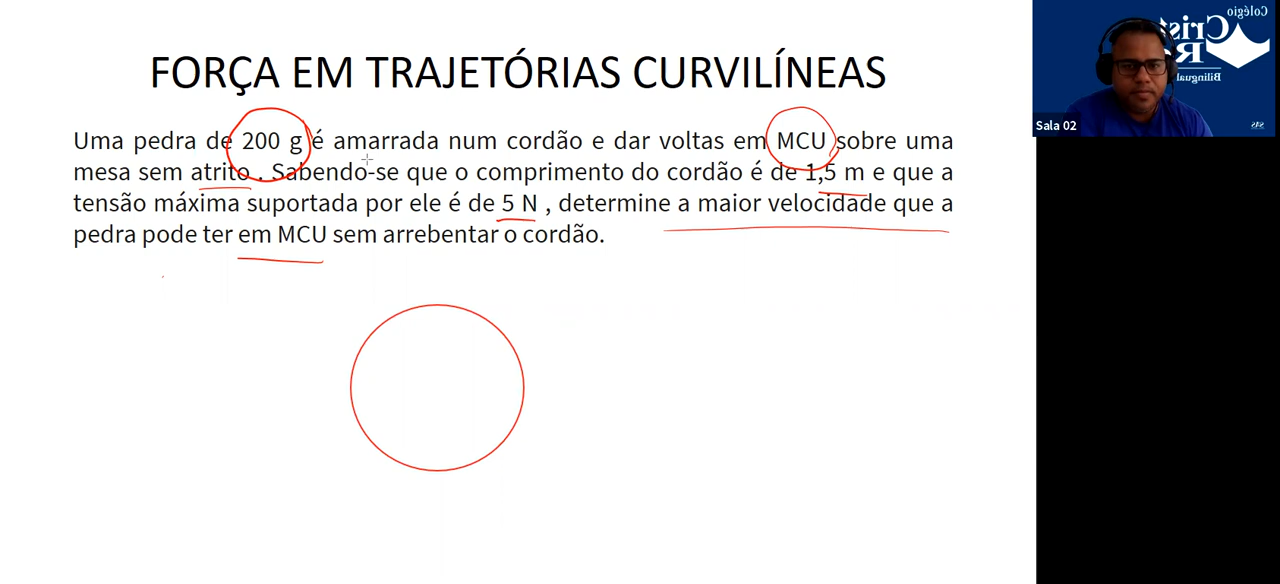 FORÇA EM TRAJETÓRIAS CURVILÍNEAS
Uma pedra de 200 g é amarrada num cordão e dar voltas em MCU sobre uma
mesa sem atrito . Sabendo-se que o comprimento do cordão é de 1,5 m e que a
tensão máxima suportada por ele é de 5 N , determine a maior velocidade que a
pedra pode ter em MCU sem arrebentar o cordão.
Colégio
Bilingual
Sala 02
SAS